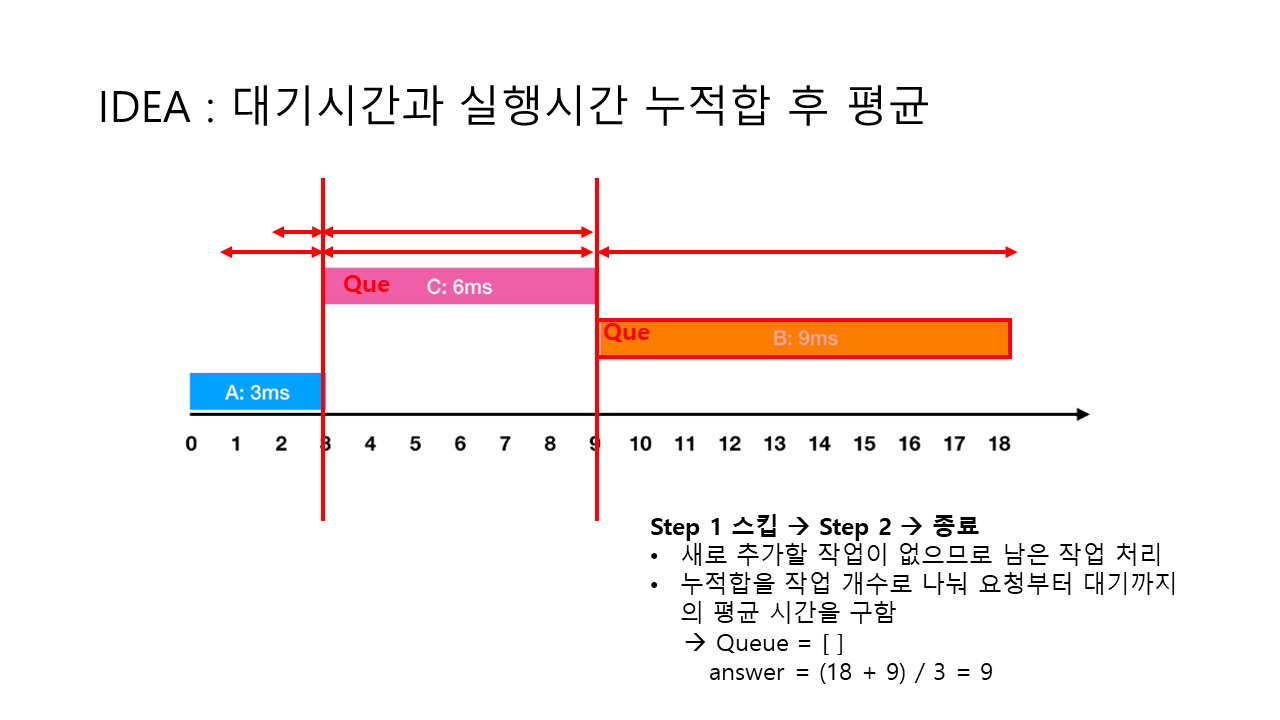 IDEA : 대기시간과 실행시간 누적합 후 평균
Que
C: 6ms
Que
B: 9ms
A: 3ms
0 1 2 3 4 5 6 7 8 9 10 11 12 13 14 15 16 17 18
Step 1 스킵 → Step 2 → 종료
• 새로 추가할 작업이 없으므로 남은 작업 처리
• 누적합을 작업 개수로 나눠 요청부터 대기까지
의 평균 시간을 구함
→ Queue = [ ]
answer = (18 + 9) / 3 = 9